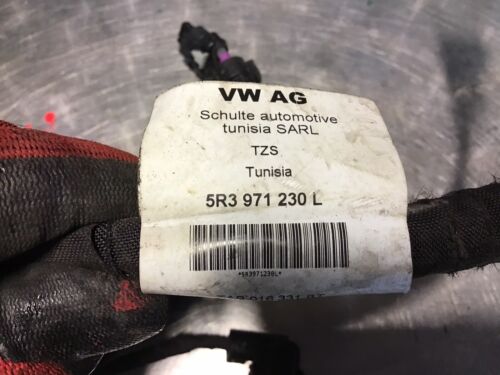 VW AG
Schulte automotive
tunisia SARL
TZS
Tunisia
5R3 971 230 L
*5R3971230L*